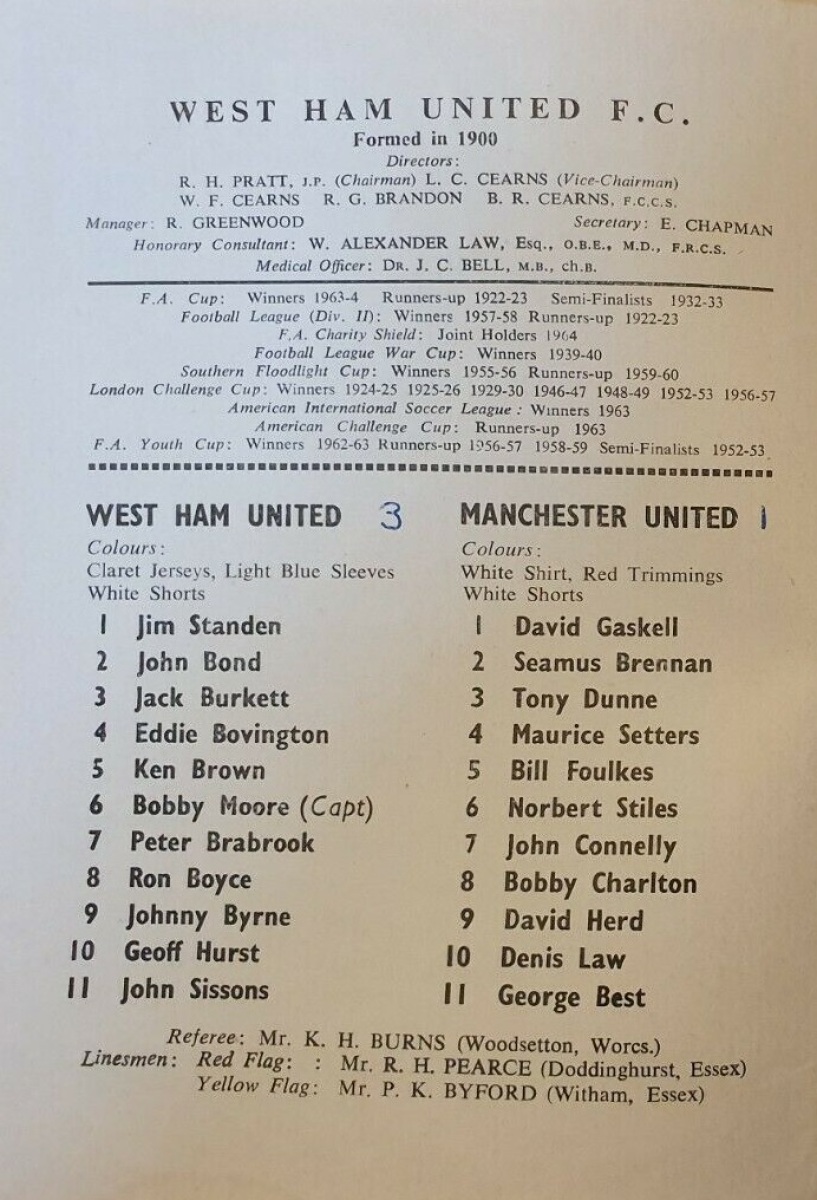 WEST HAM UNITED F.C.
Formed in 1900
Directors:
R. H. PRATT, J.P. (Chairman) L. C. CEARNS (Vice-Chairman)
W. F. CEARNS R. G. BRANDON B. R. CEARNS, F.C.C.S.
Manager: R. GREENWOOD Secretary: E. CHAPMAN
Honorary Consultant: W. ALEXANDER LAW, Esq., O.B.E., M.D., F.R.C.S.
Medical Officer: DR. J. C. BELL, M.B., ch.B.
F.A. Cup: Winners 1963-4 Runners-up 1922-23 Semi-Finalists 1932-33
Football League (Div. II): Winners 1957-58 Runners-up 1922-23
F.A. Charity Shield: Joint Holders 1964
Football League War Cup: Winners 1939-40
Southern Floodlight Cup: Winners 1955-56 Runners-up 1959-60
London Challenge Cup: Winners 1924-25 1925-26 1929-30 1946-47 1948-49 1952-53 1956-57
American International Soccer League: Winners 1963
American Challenge Cup: Runners-up 1963
F.A. Youth Cup: Winners 1962-63 Runners-up 1956-57 1958-59 Semi-Finalists 1952-53
WEST HAM UNITED 3
Colours:
Claret Jerseys, Light Blue Sleeves
White Shorts
1 Jim Standen
2 John Bond
3 Jack Burkett
4 Eddie Bovington
5 Ken Brown
6 Bobby Moore (Capt)
7 Peter Brabrook
8 Ron Boyce
9 Johnny Byrne
10 Geoff Hurst
11 John Sissons
MANCHESTER UNITED 1
Colours:
White Shirt, Red Trimmings
White Shorts
1 David Gaskell
2 Seamus Brennan
3 Tony Dunne
4 Maurice Setters
5 Bill Foulkes
6 Norbert Stiles
7 John Connelly
8 Bobby Charlton
9 David Herd
10 Denis Law
11 George Best
Referee: Mr. K. H. BURNS (Woodsetton, Worcs.)
Linesmen: Red Flag: : Mr. R. H. PEARCE (Doddinghurst, Essex)
Yellow Flag: Mr. P. K. BYFORD (Witham, Essex)